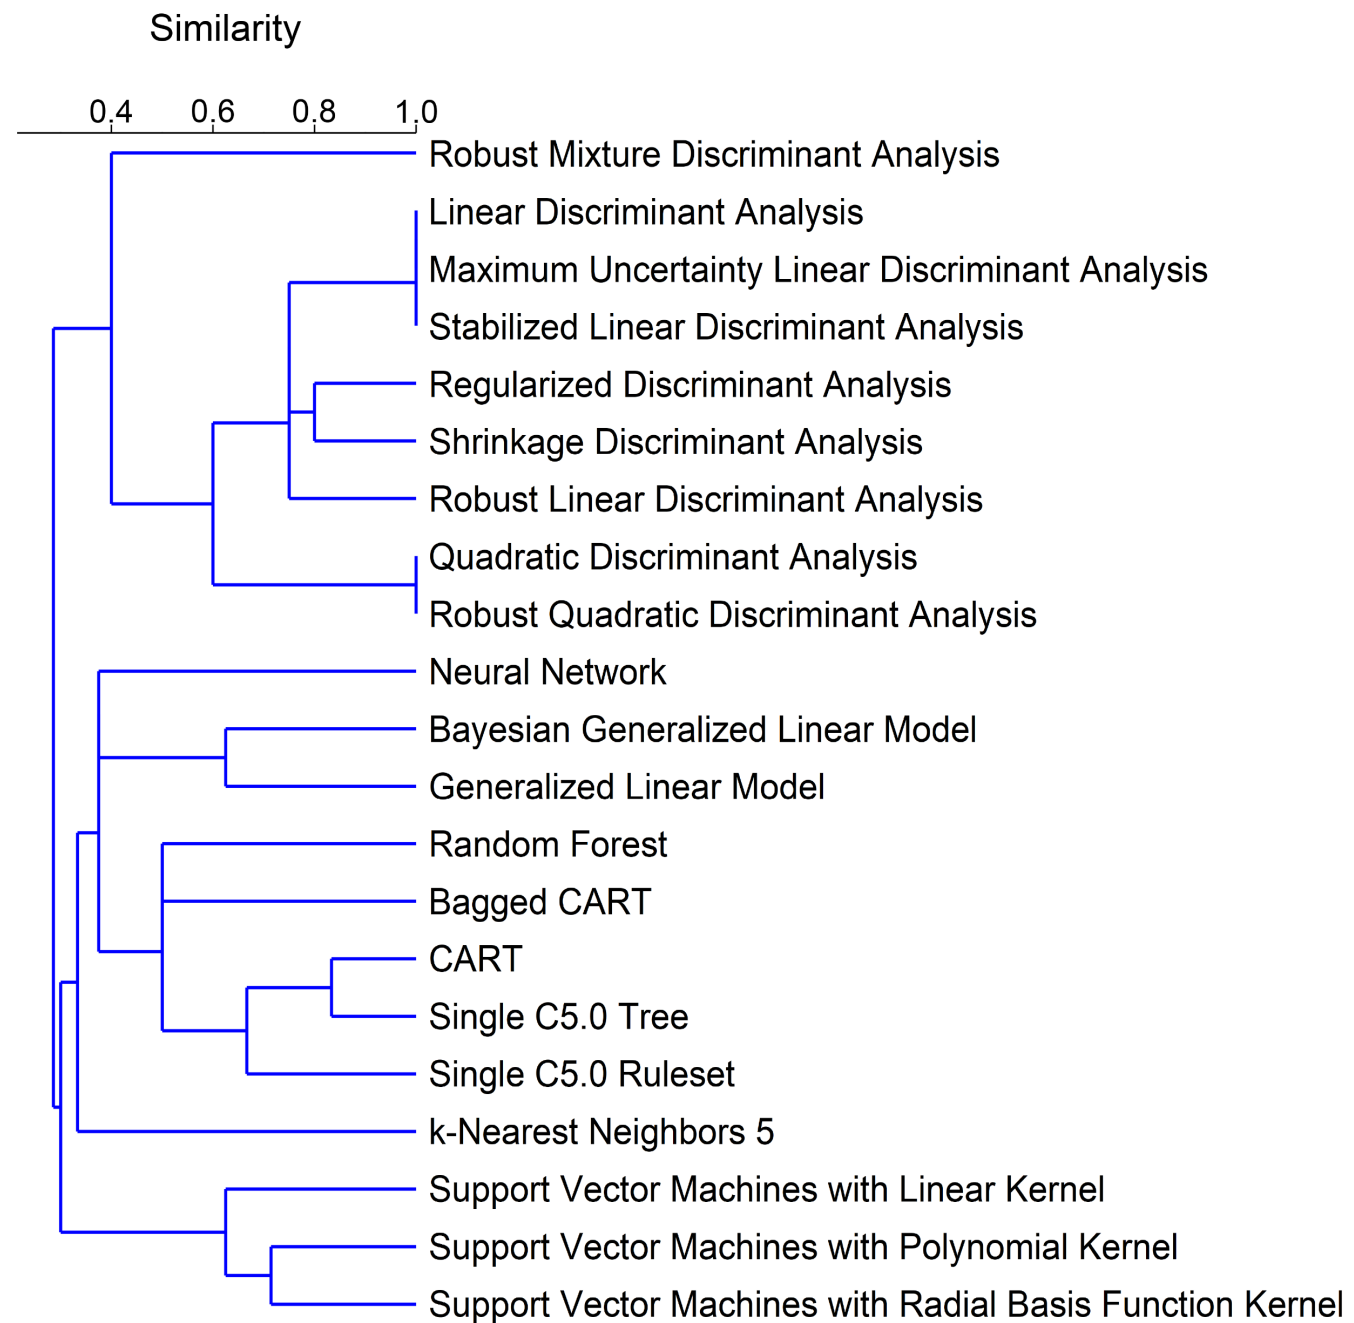 Similarity
0.4 0.6 0.8 1.0
Robust Mixture Discriminant Analysis
Linear Discriminant Analysis
Maximum Uncertainty Linear Discriminant Analysis
Stabilized Linear Discriminant Analysis
Regularized Discriminant Analysis
Shrinkage Discriminant Analysis
Robust Linear Discriminant Analysis
Quadratic Discriminant Analysis
Robust Quadratic Discriminant Analysis
Neural Network
Bayesian Generalized Linear Model
Generalized Linear Model
Random Forest
Bagged CART
CART
Single C5.0 Tree
Single C5.0 Ruleset
k-Nearest Neighbors 5
Support Vector Machines with Linear Kernel
Support Vector Machines with Polynomial Kernel
Support Vector Machines with Radial Basis Function Kernel